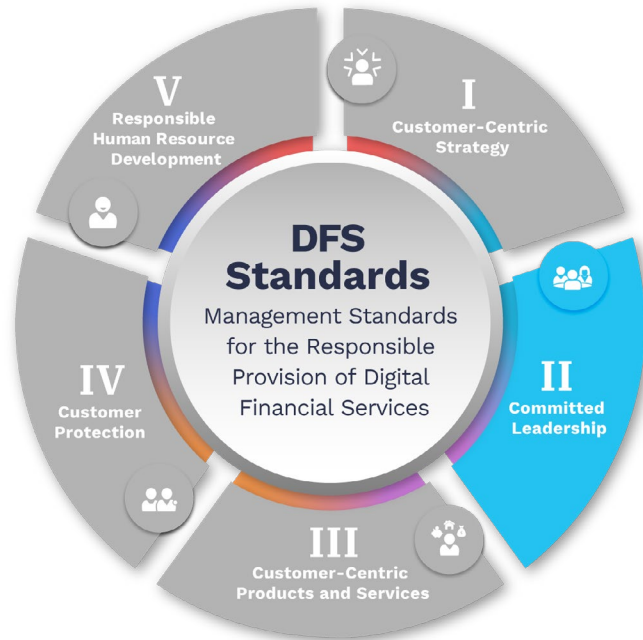 DFS
Standards
Management Standards
for the Responsible
Provision of Digital
Financial Services
I
Customer-Centric
Strategy
II
Committed
Leadership
III
Customer-Centric
Products and Services
IV
Customer
Protection
V
Responsible
Human Resource
Development